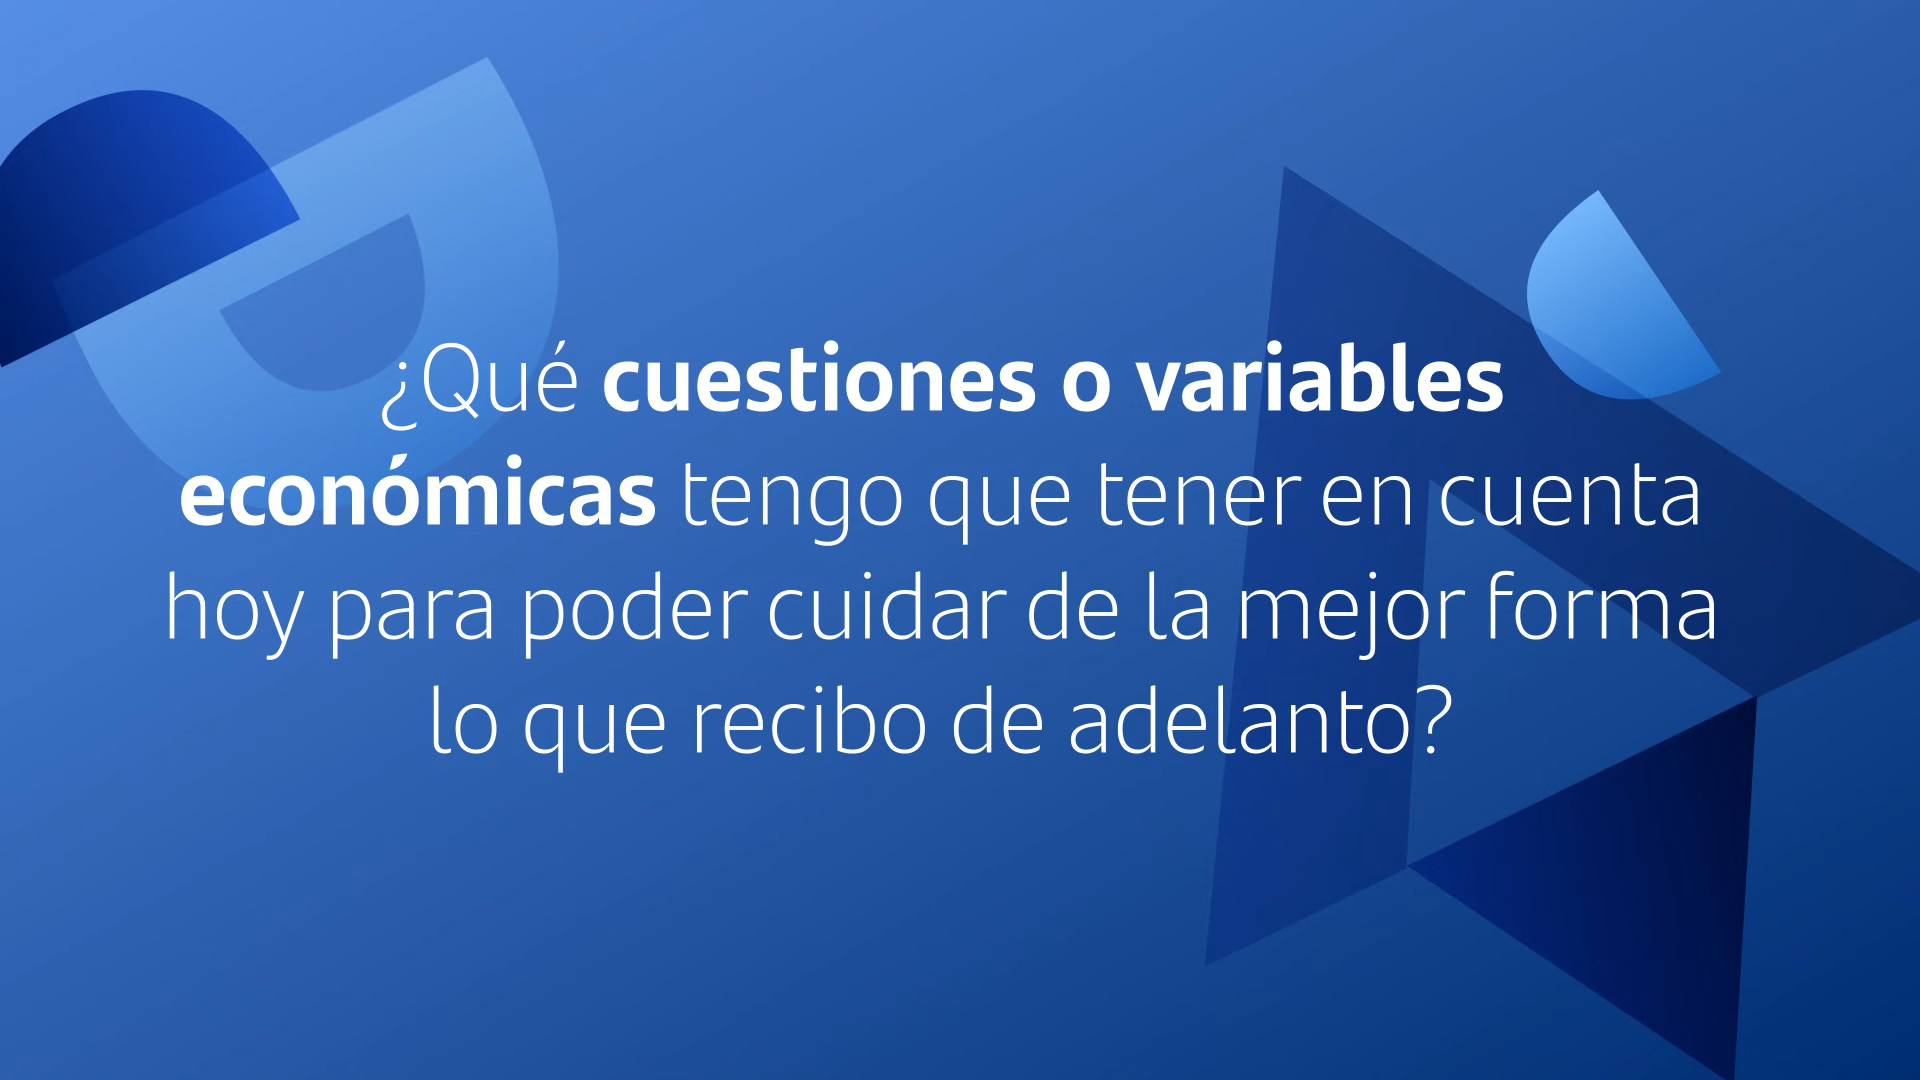 ¿Qué cuestiones o variables
económicas tengo que tener en cuenta
hoy para poder cuidar de la mejor forma
lo que recibo de adelanto?